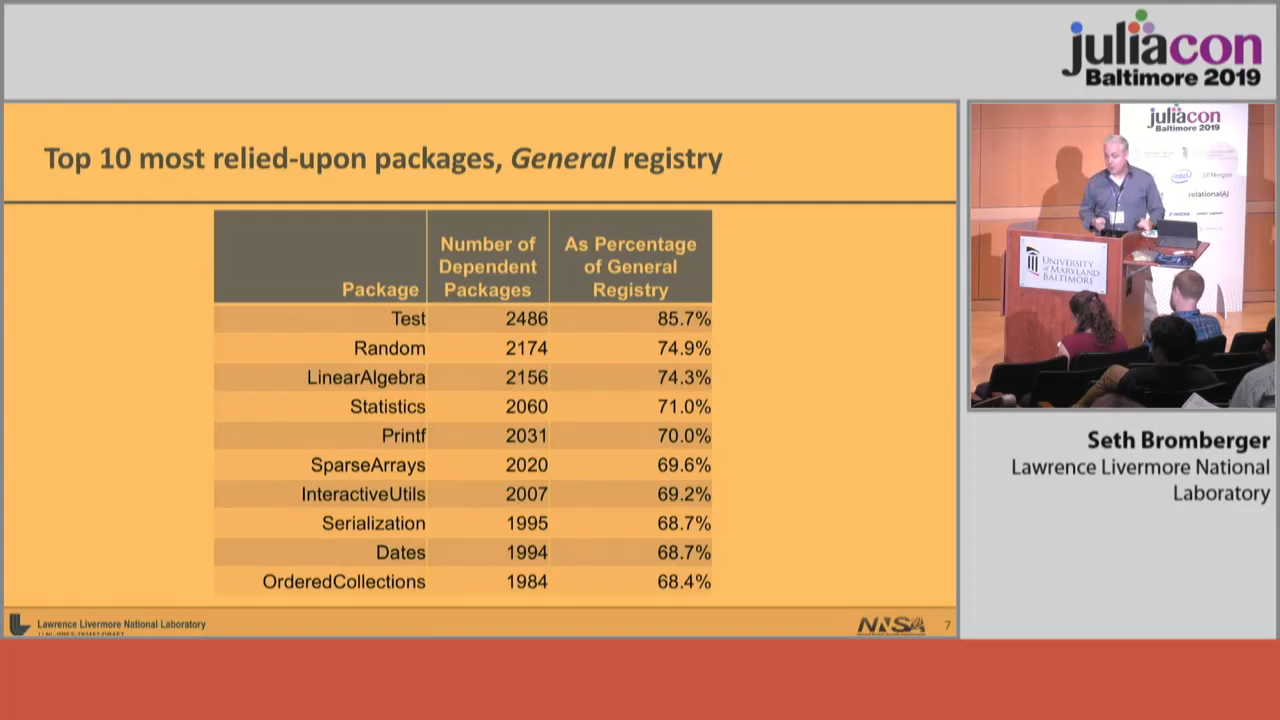 juliacon
Baltimore 2019
Top 10 most relied-upon packages, General registry
Package
Number of Dependent Packages
As Percentage of General Registry
Test 2486 85.7%
Random 2174 74.9%
LinearAlgebra 2156 74.3%
Statistics 2060 71.0%
Printf 2031 70.0%
SparseArrays 2020 69.6%
InteractiveUtils 2007 69.2%
Serialization 1995 68.7%
Dates 1994 68.7%
OrderedCollections 1984 68.4%
Lawrence Livermore National Laboratory
NNSA
7
juliacon
Baltimore 2019
intel
J.P.Morgan
relationalAI
UNIVERSITY
OF MARYLAND
BALTIMORE
Seth Bromberger
Lawrence Livermore National
Laboratory